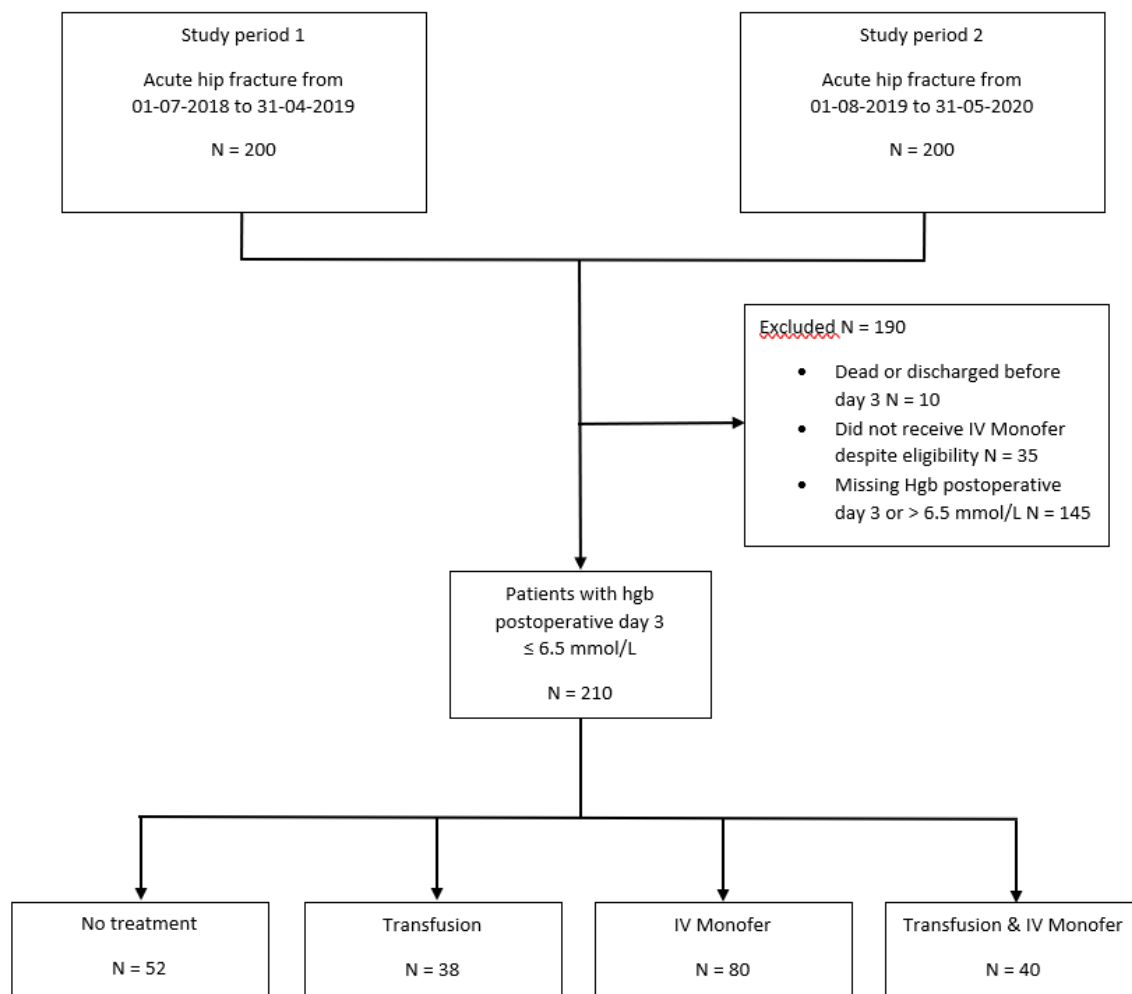 Study period 1
Acute hip fracture from
01-07-2018 to 31-04-2019
N = 200
Study period 2
Acute hip fracture from
01-08-2019 to 31-05-2020
N = 200
Excluded N = 190
• Dead or discharged before
day 3 N = 10
• Did not receive IV Monofer
despite eligibility N = 35
• Missing Hgb postoperative
day 3 or > 6.5 mmol/L N = 145
Patients with hgb
postoperative day 3
≤ 6.5 mmol/L
N = 210
No treatment
N = 52
Transfusion
N = 38
IV Monofer
N = 80
Transfusion & IV Monofer
N = 40